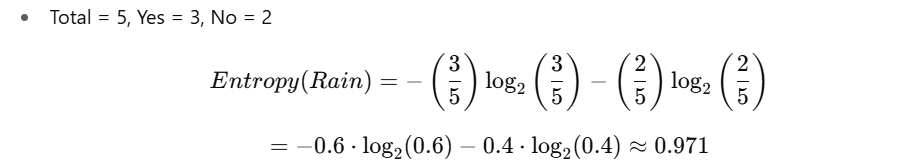 • Total = 5, Yes = 3, No = 2
Entropy(Rain) = −(3/5) log₂(3/5) − (2/5) log₂(2/5)
= −0.6 · log₂(0.6) − 0.4 · log₂(0.4) ≈ 0.971